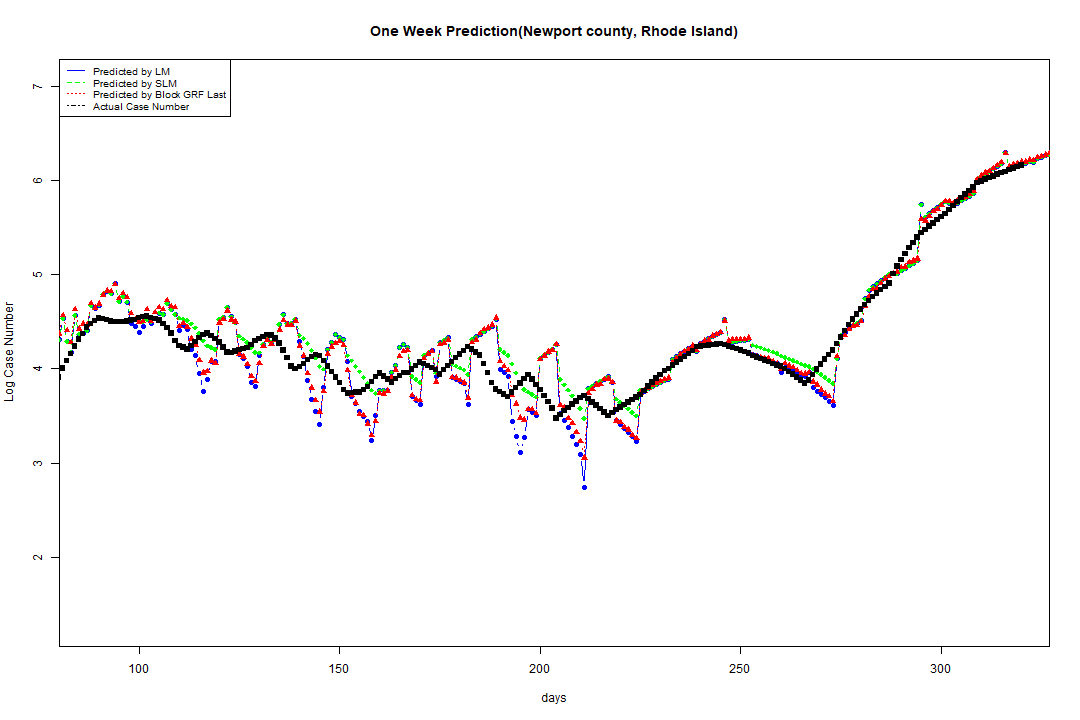 One Week Prediction(Newport county, Rhode Island)
Predicted by LM
Predicted by SLM
Predicted by Block GRF Last
Actual Case Number
7
6
5
4
3
2
Log Case Number
100 150 200 250 300
days